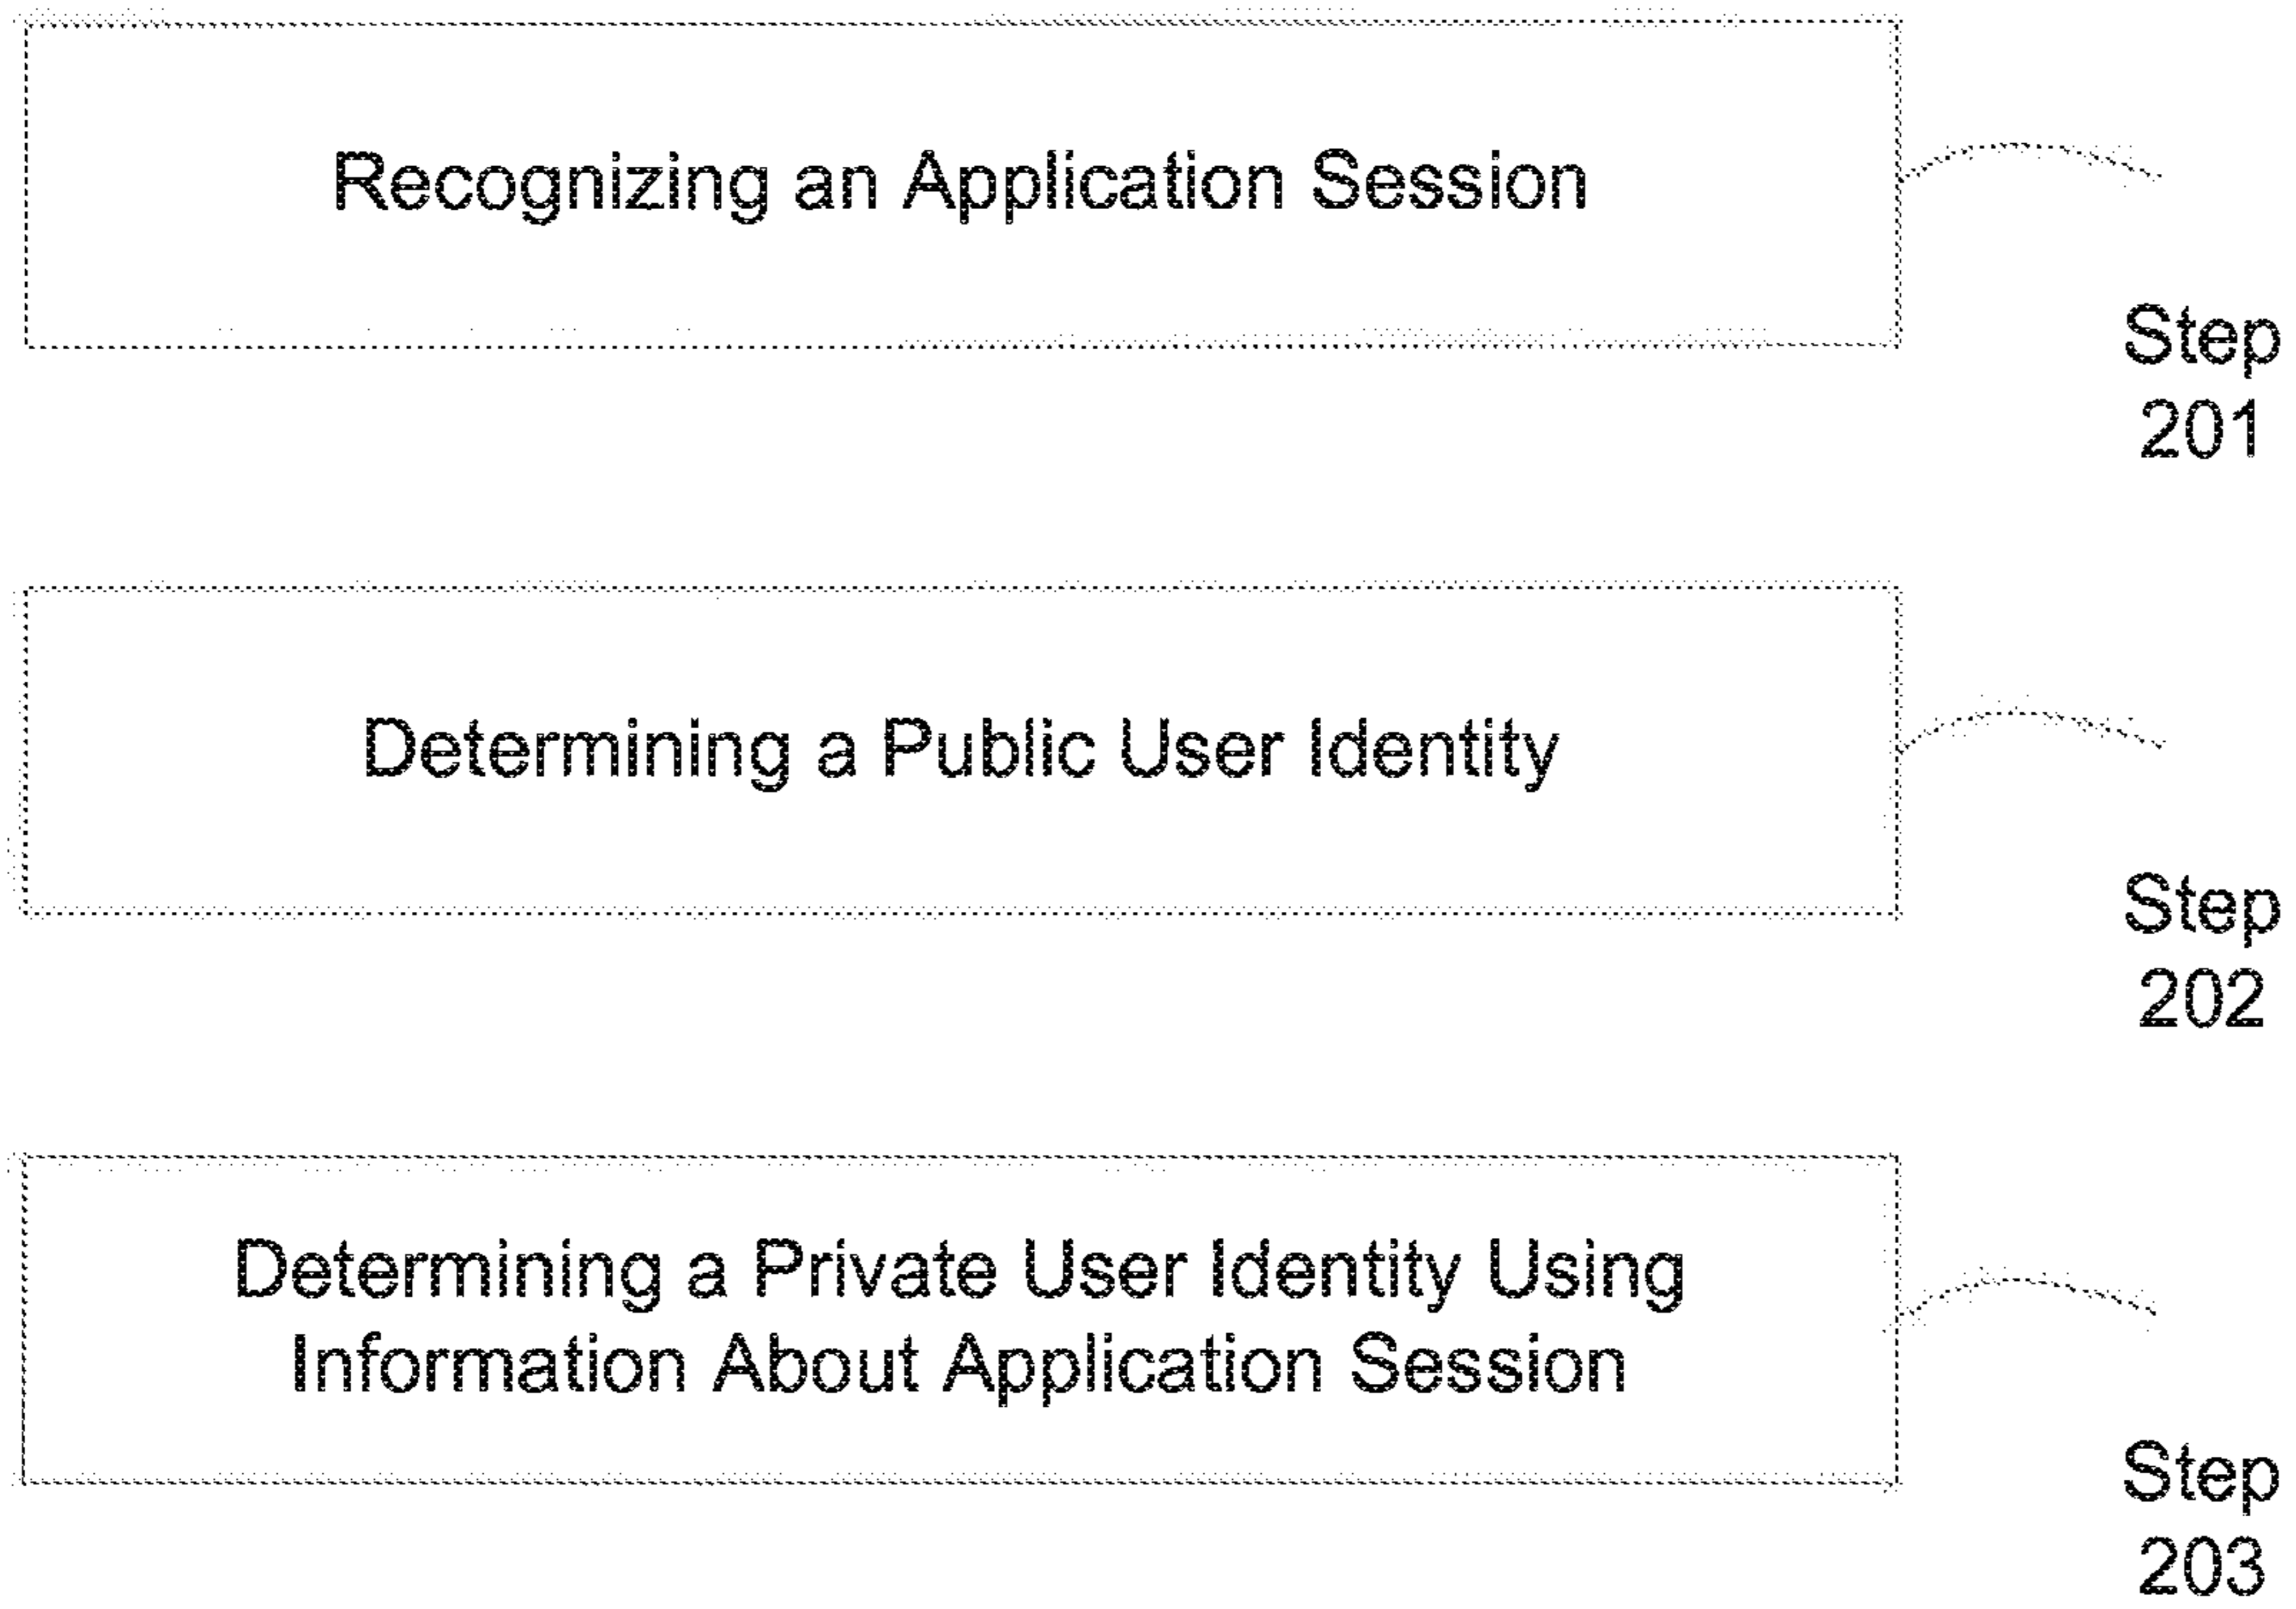 Recognizing an Application Session
Step
201
Determining a Public User Identity
Step
202
Determining a Private User Identity Using
Information About Application Session
Step
203